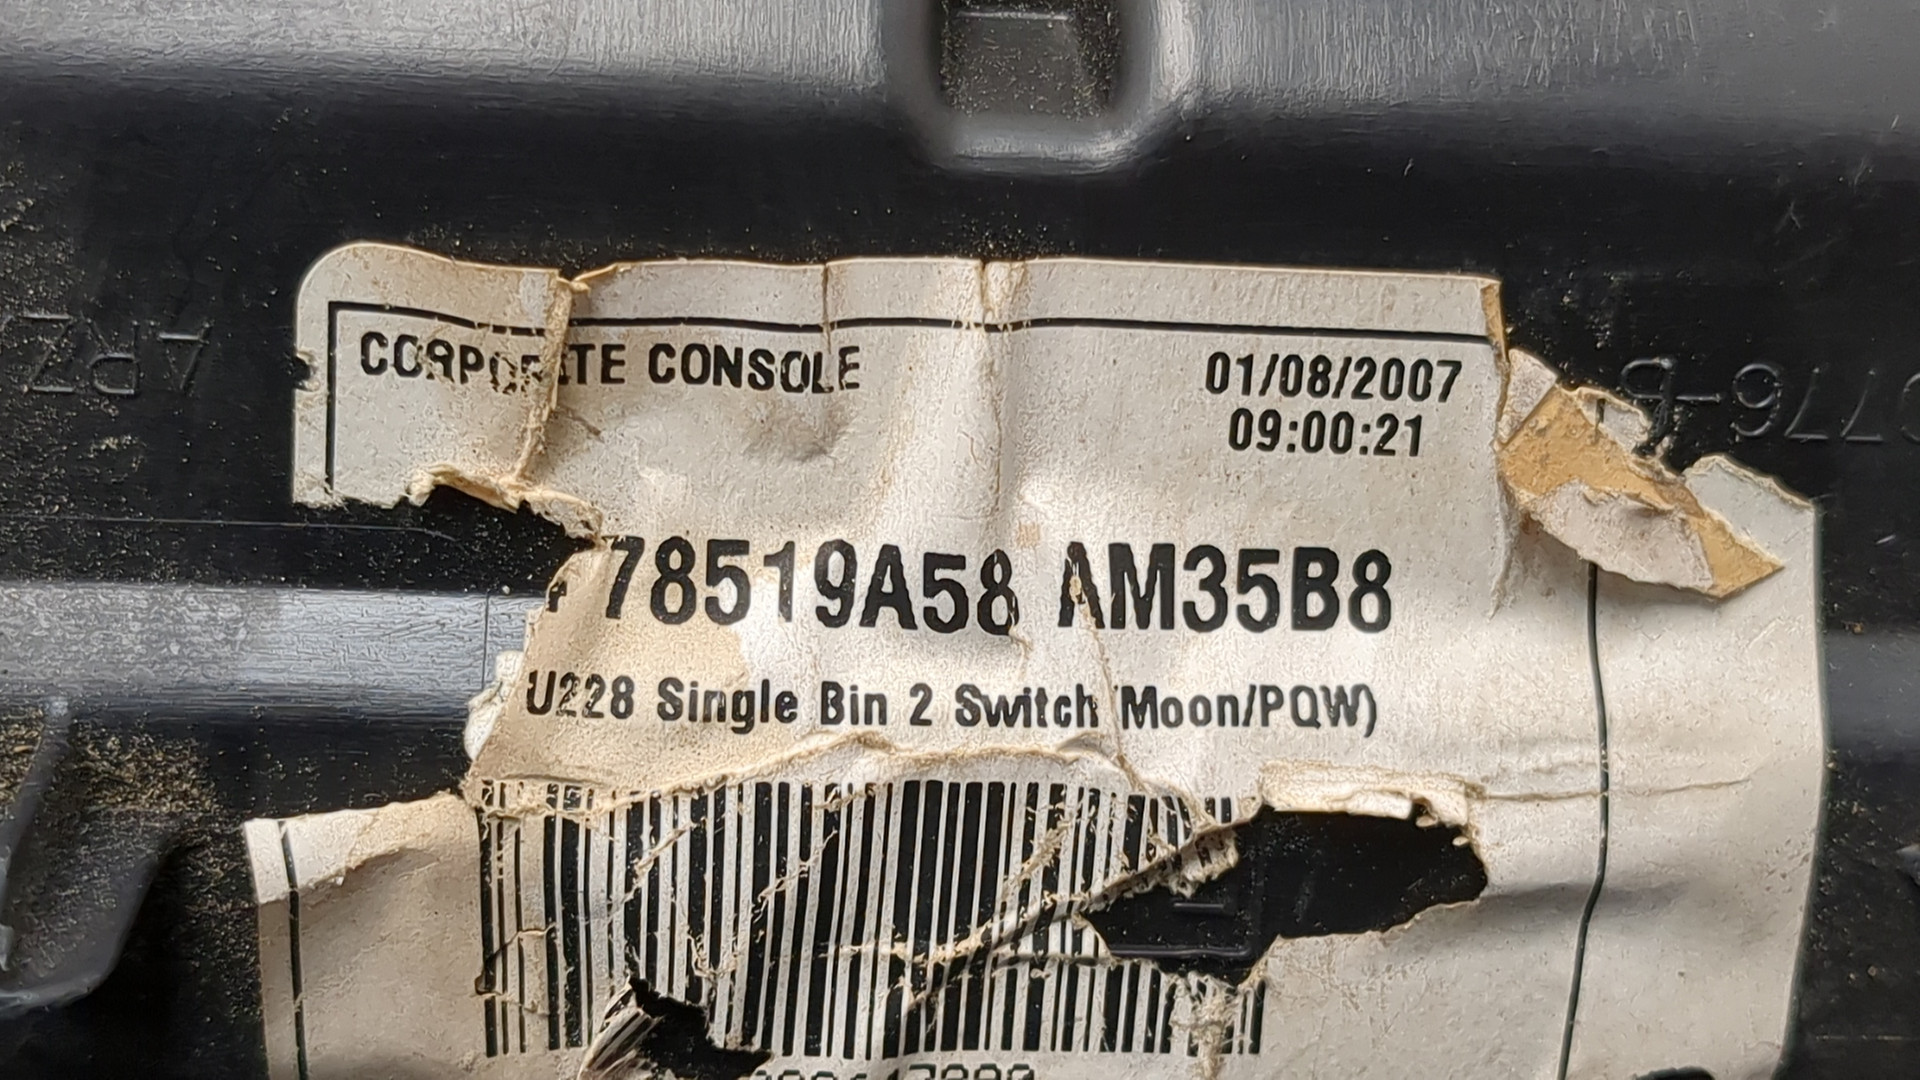 CORPORATE CONSOLE
01/08/2007
09:00:21
78519A58 AM35B8
U228 Single Bin 2 Switch (Moon/PQW)